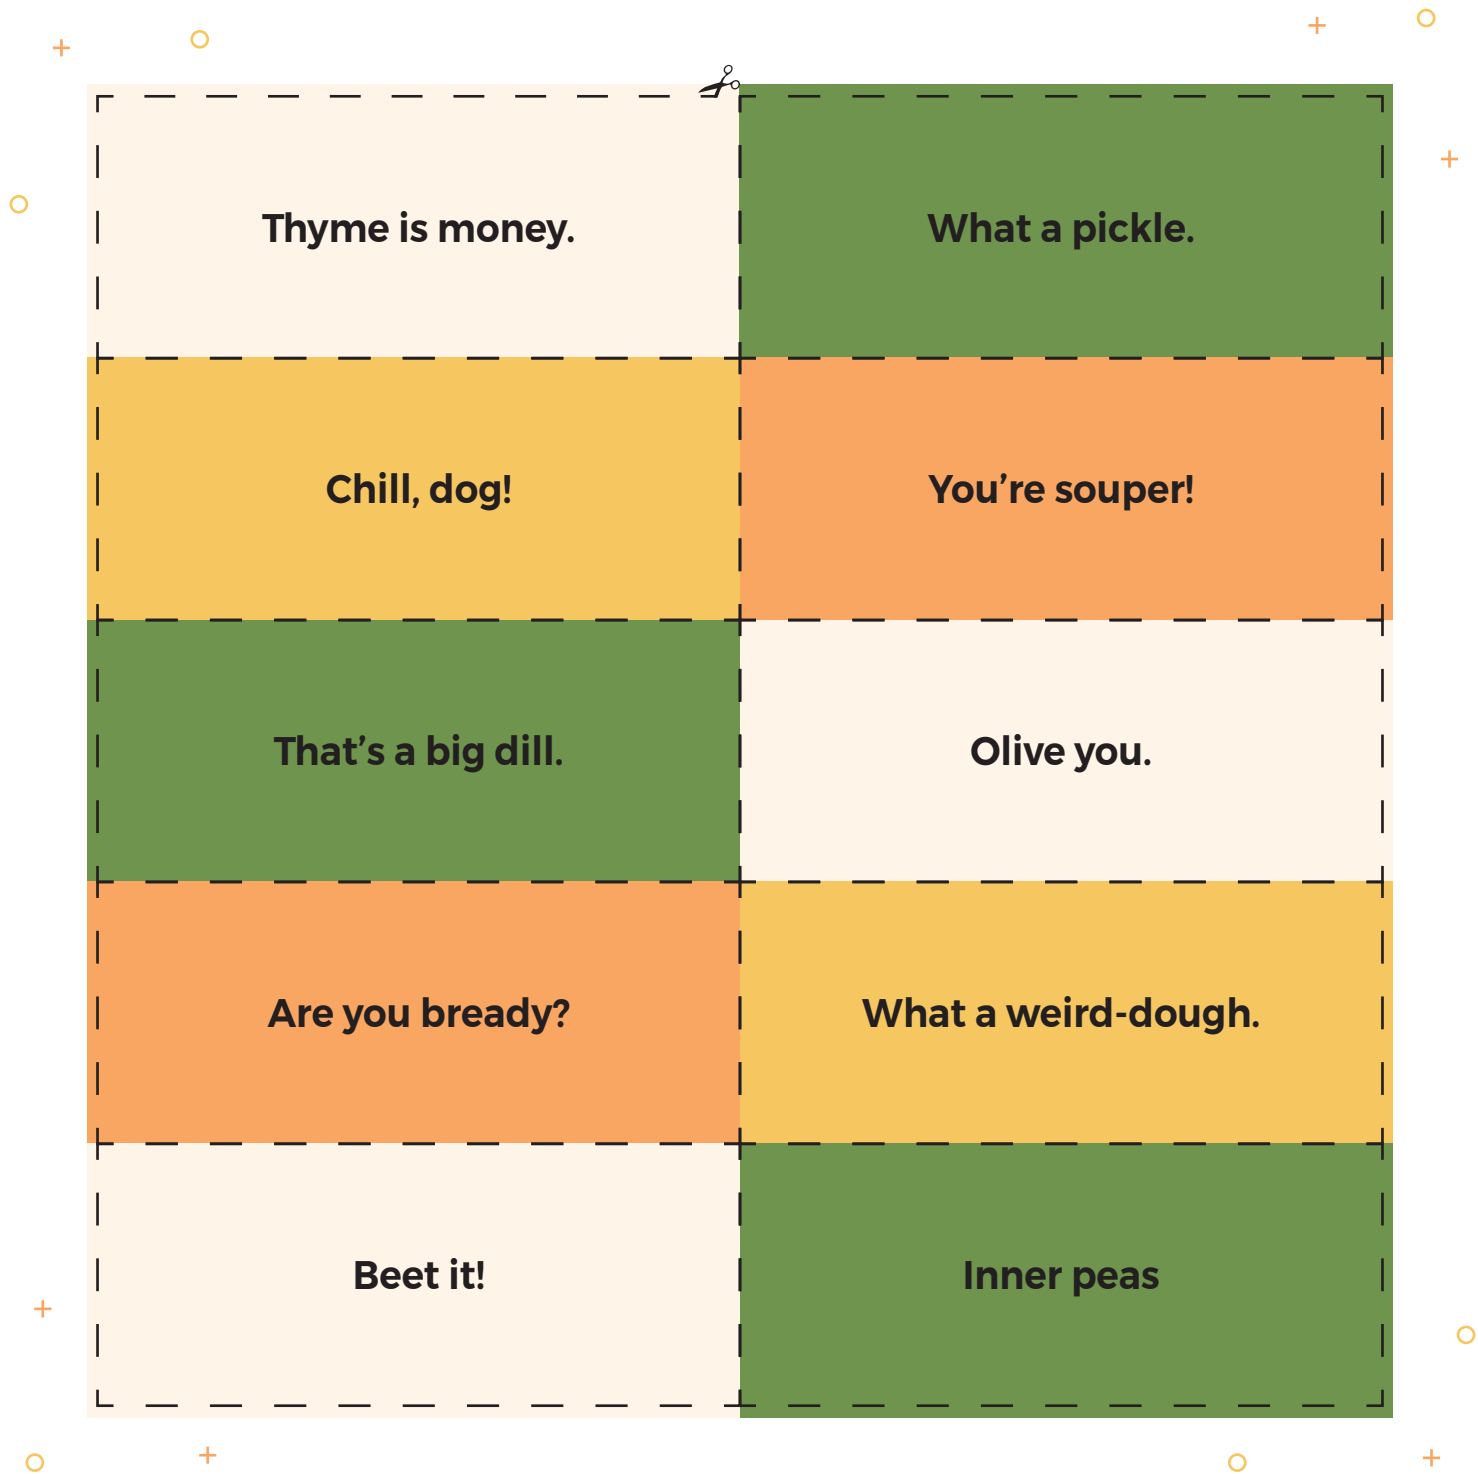 Thyme is money.
What a pickle.
Chill, dog!
You’re souper!
That’s a big dill.
Olive you.
Are you bready?
What a weird-dough.
Beet it!
Inner peas